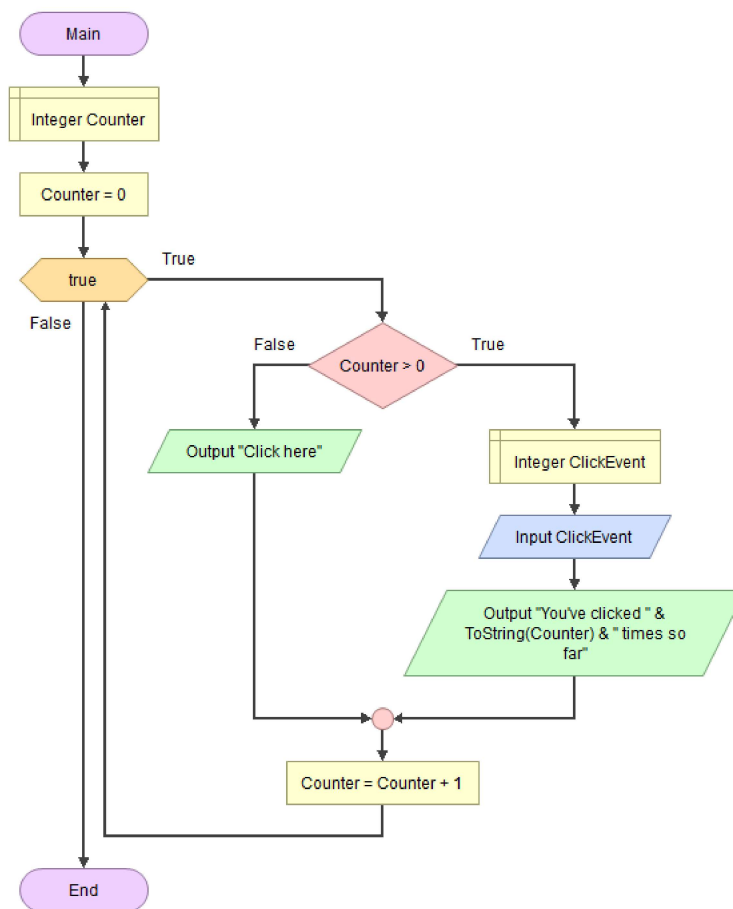 Main
Integer Counter
Counter = 0
true
True
False
Counter > 0
False
True
Output "Click here"
Integer ClickEvent
Input ClickEvent
Output "You've clicked " &
ToString(Counter) & " times so
far"
Counter = Counter + 1
End